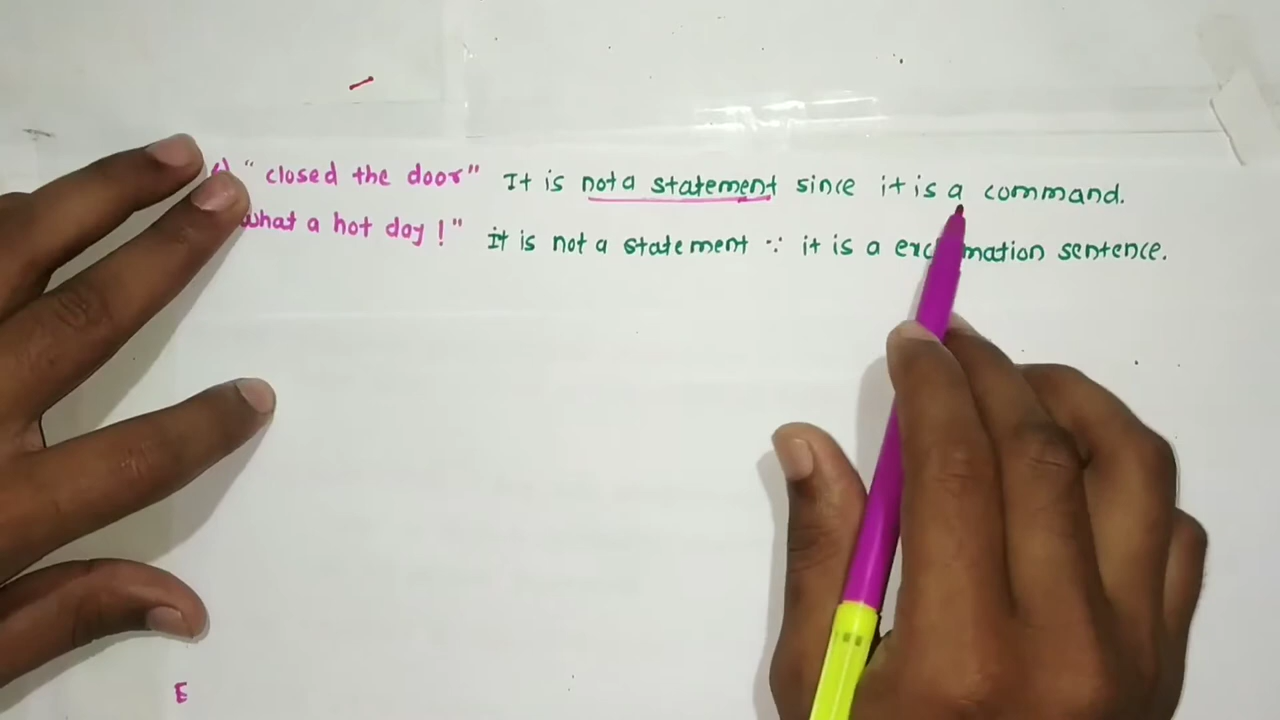 " closed the door" It is not a statement since it is a command.
what a hot day !" It is not a statement ∵ it is a sentence.
E